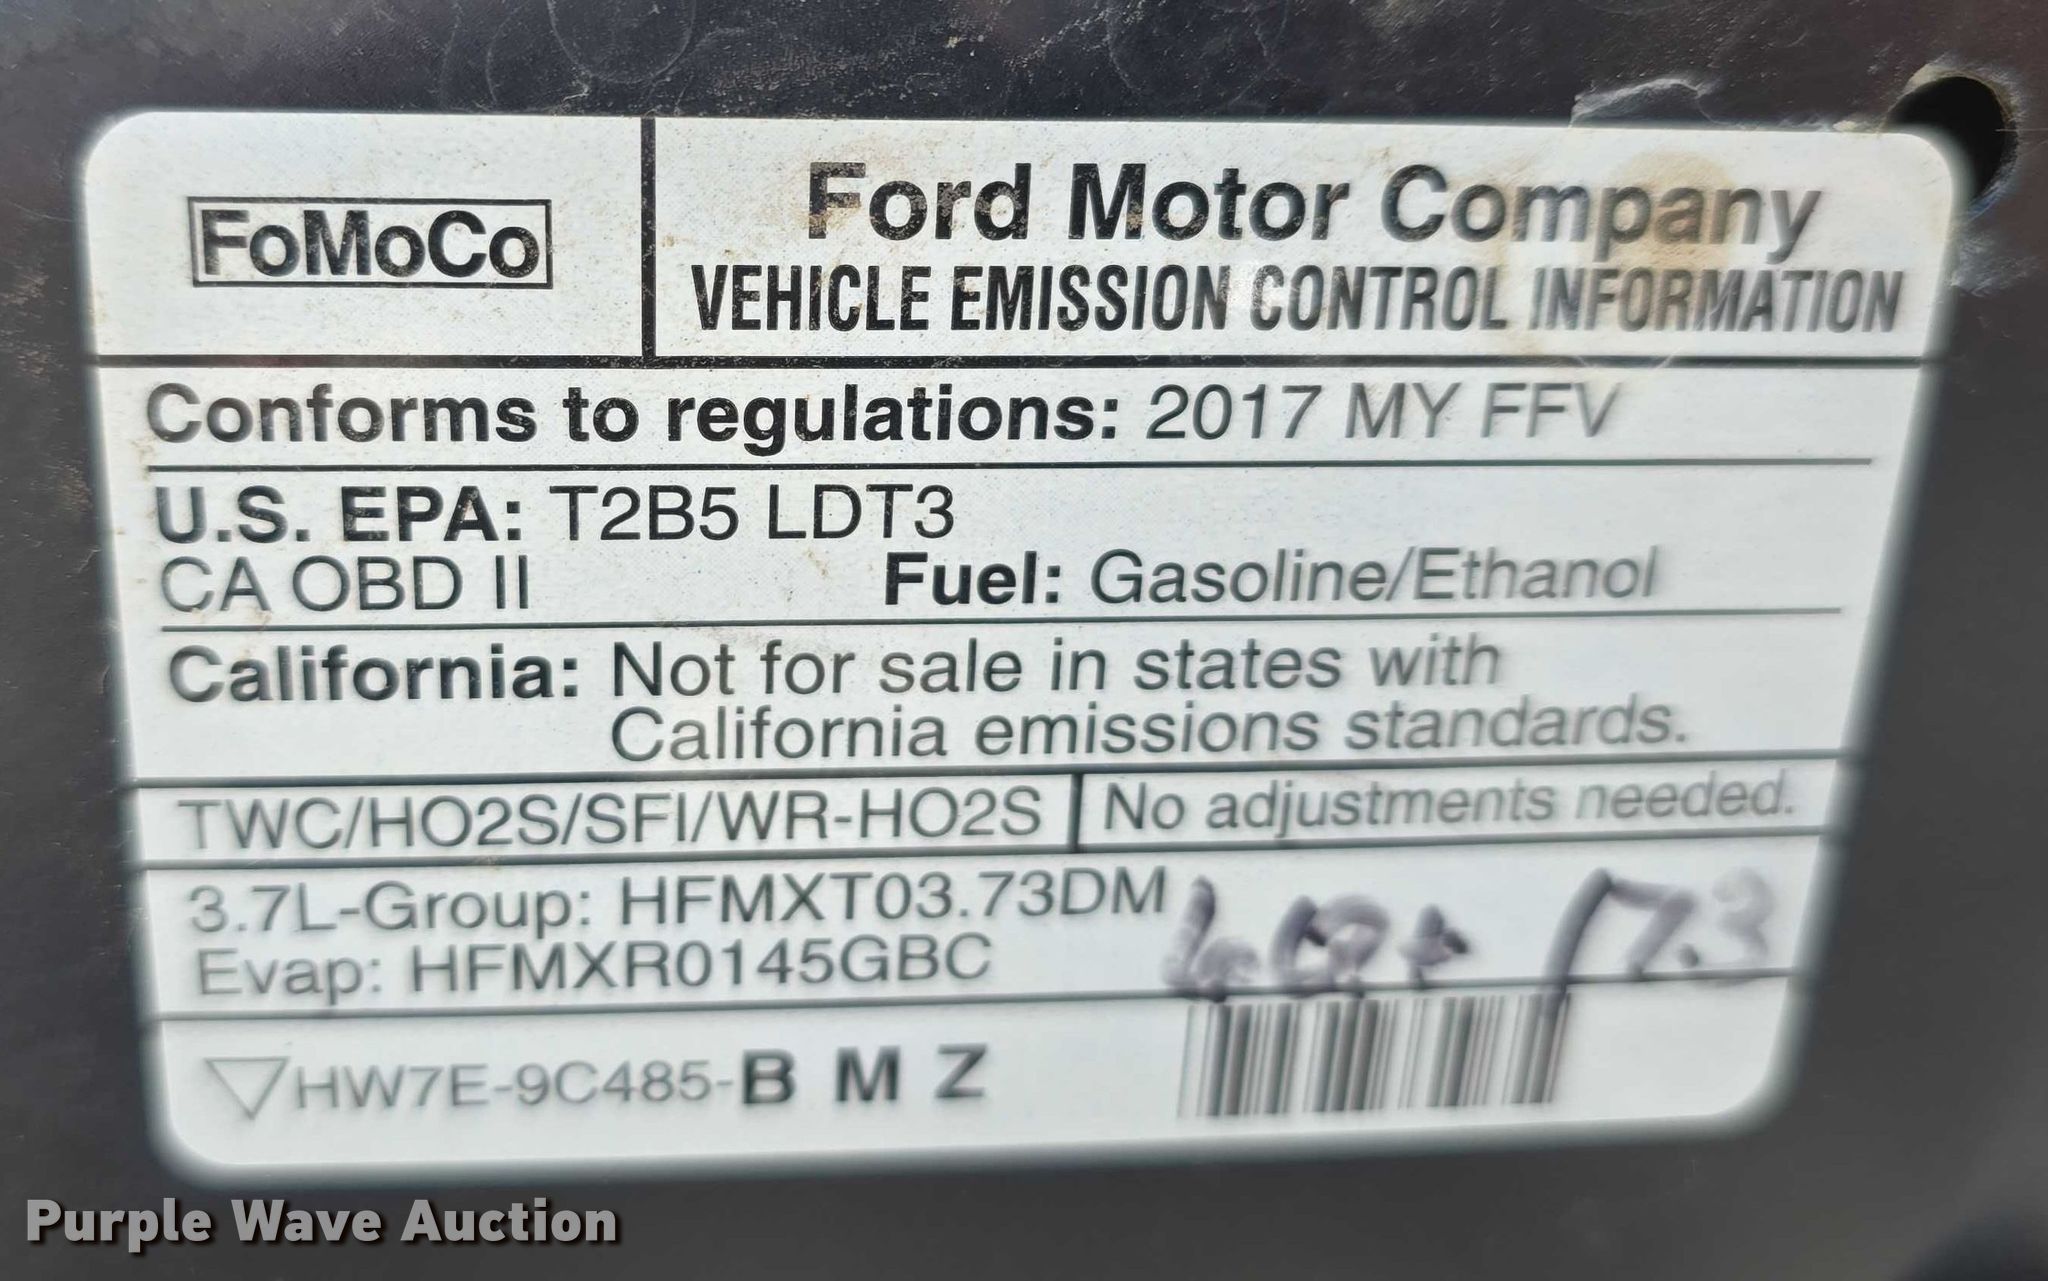 FoMoCo
Ford Motor Company
VEHICLE EMISSION CONTROL INFORMATION
Conforms to regulations: 2017 MY FFV
U.S. EPA: T2B5 LDT3
CA OBD II Fuel: Gasoline/Ethanol
California: Not for sale in states with
California emissions standards.
TWC/HO2S/SFI/WR-HO2S No adjustments needed.
3.7L-Group: HFMXT03.73DM
Evap: HFMXR0145GBC
HW7E-9C485-B M Z
Purple Wave Auction